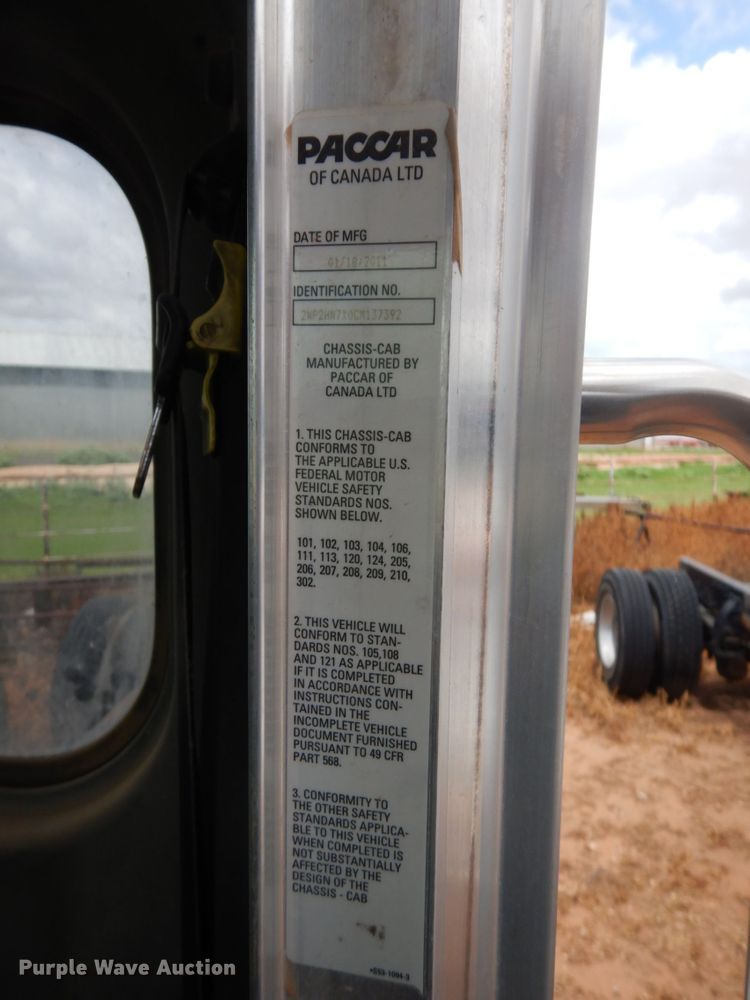 PACCAR
OF CANADA LTD
DATE OF MFG
01/18/2011
IDENTIFICATION NO.
CHASSIS-CAB
MANUFACTURED BY
PACCAR OF
CANADA LTD
1. THIS CHASSIS-CAB
CONFORMS TO
THE APPLICABLE U.S.
FEDERAL MOTOR
VEHICLE SAFETY
STANDARDS NOS.
SHOWN BELOW.
101, 102, 103, 104, 106,
111, 113, 120, 124, 205,
206, 207, 208, 209, 210,
302.
2. THIS VEHICLE WILL
CONFORM TO STAN-
DARDS NOS. 105,108
AND 121 AS APPLICABLE
IF IT IS COMPLETED
IN ACCORDANCE WITH
INSTRUCTIONS CON-
TAINED IN THE
INCOMPLETE VEHICLE
DOCUMENT FURNISHED
PURSUANT TO 49 CFR
PART 568.
3. CONFORMITY TO
THE OTHER SAFETY
STANDARDS APPLICA-
BLE TO THIS VEHICLE
WHEN COMPLETED IS
NOT SUBSTANTIALLY
AFFECTED BY THE
DESIGN OF THE
CHASSIS - CAB
Purple Wave Auction